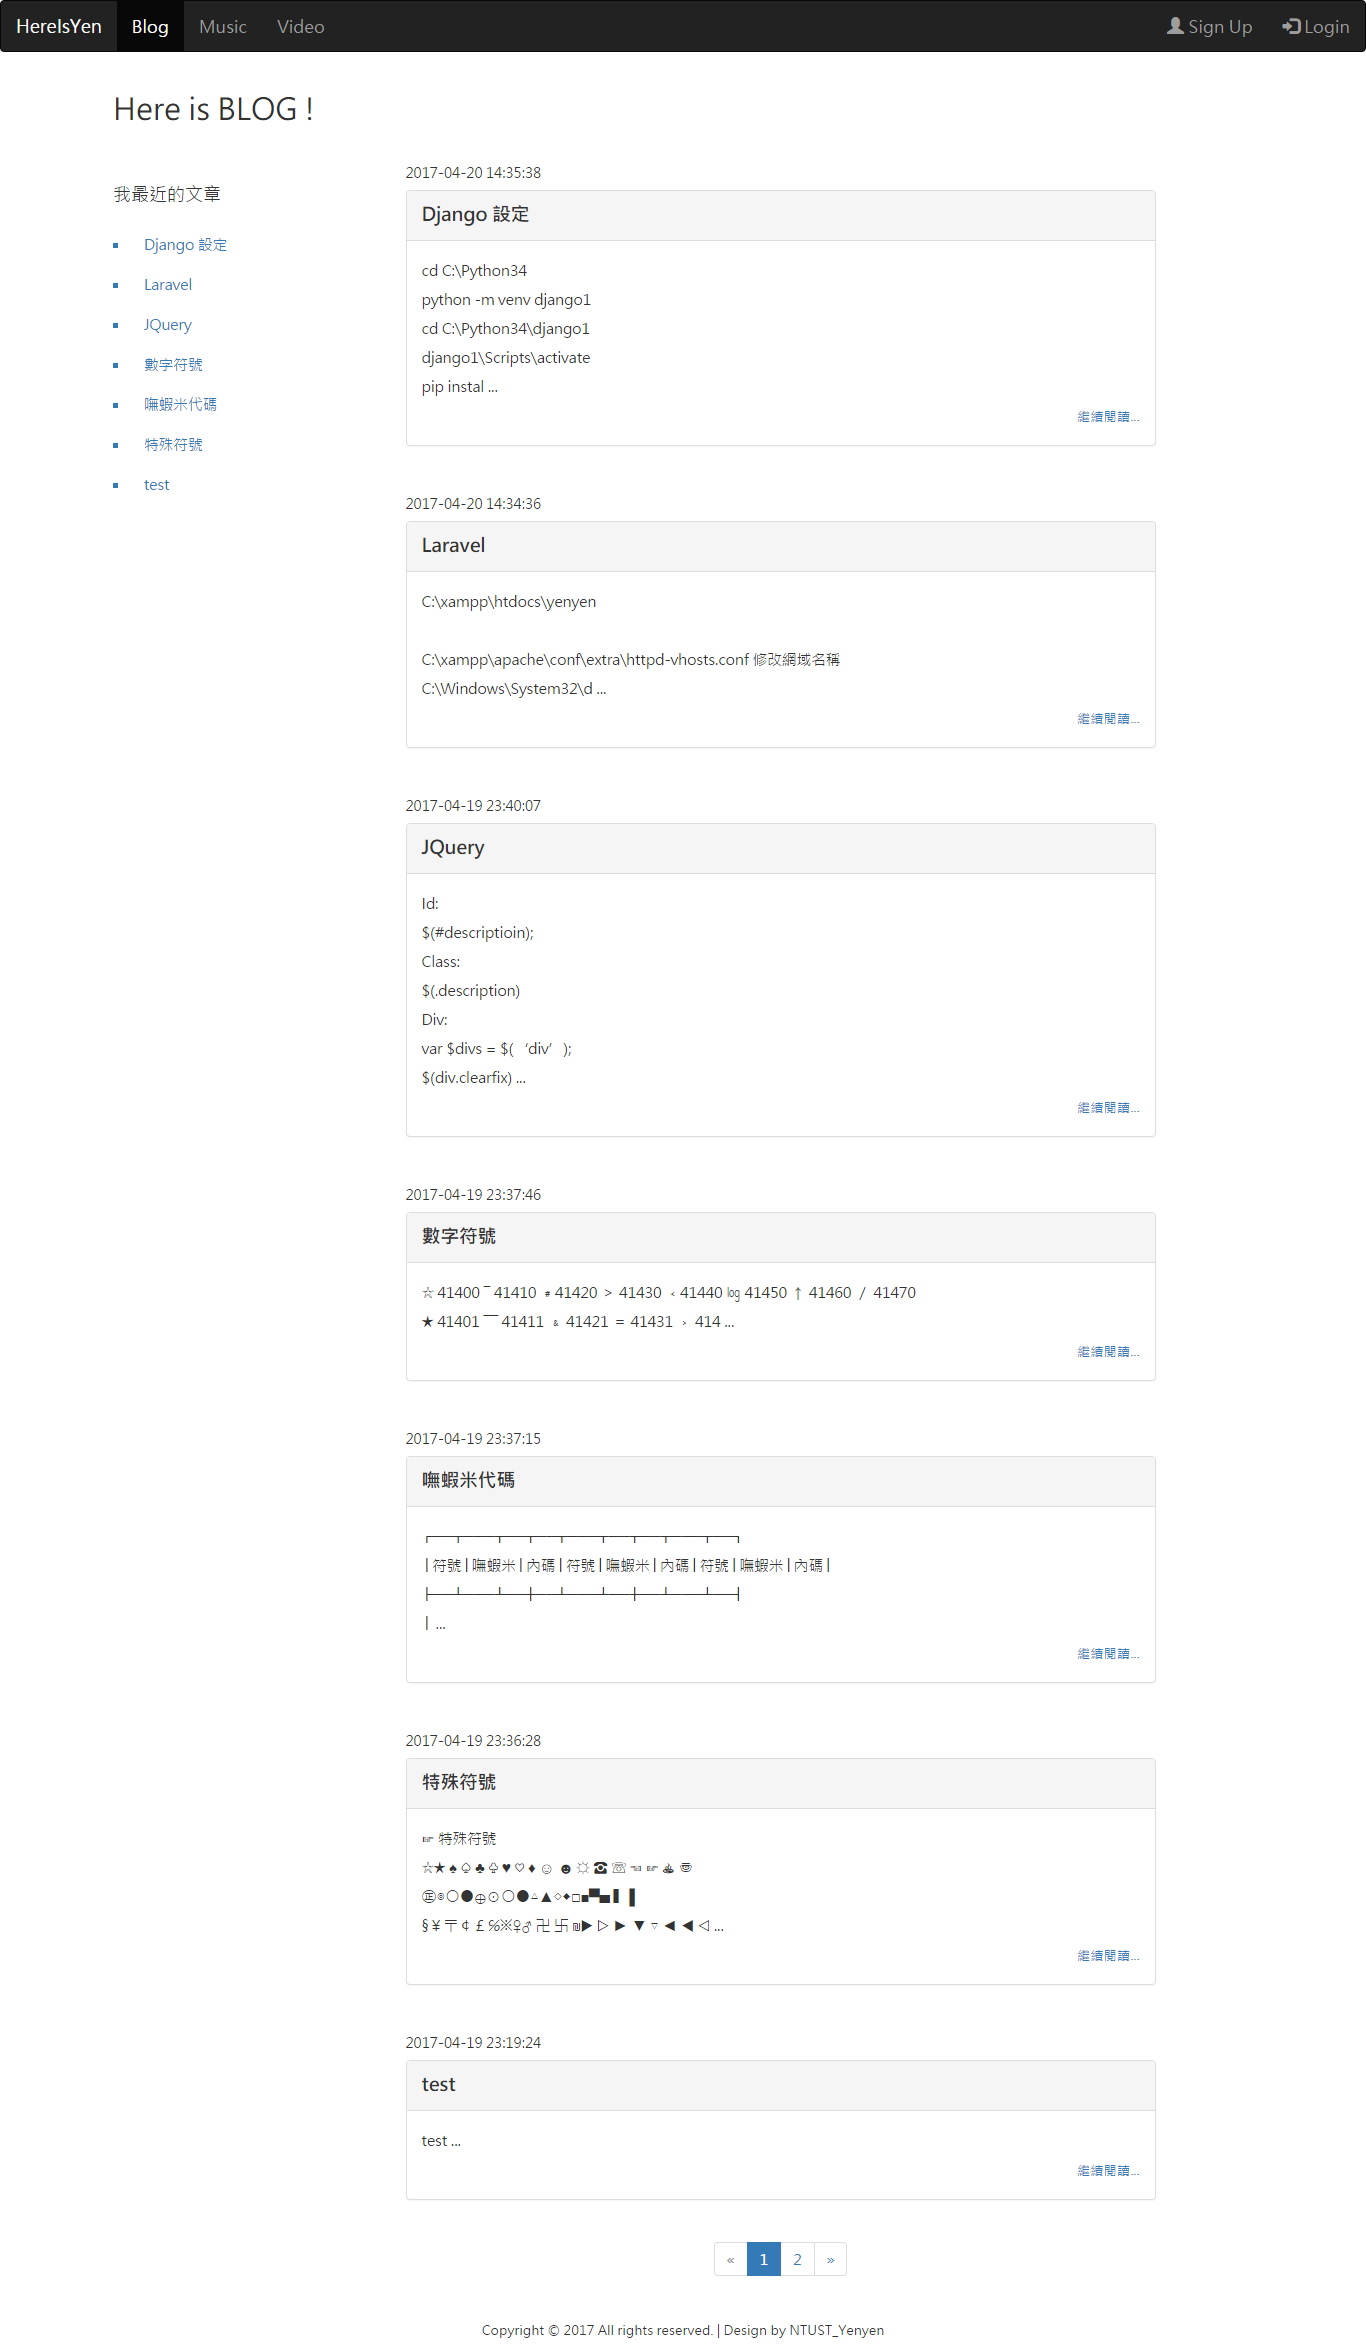 HereIsYen Blog Music Video Sign Up Login
Here is BLOG !
我最近的文章
Django 設定
Laravel
JQuery
數字符號
嘸蝦米代碼
特殊符號
test
2017-04-20 14:35:38
Django 設定
cd C:\Python34
python -m venv django1
cd C:\Python34\django1
django1\Scripts\activate
pip instal ...
繼續閱讀...
2017-04-20 14:34:36
Laravel
C:\xampp\htdocs\yenyen
C:\xampp\apache\conf\extra\httpd-vhosts.conf 修改網域名稱
C:\Windows\System32\d ...
繼續閱讀...
2017-04-19 23:40:07
JQuery
Id:
$(#descriptioin);
Class:
$(.description)
Div:
var $divs = $(‘div’);
$(div.clearfix) ...
繼續閱讀...
2017-04-19 23:37:46
數字符號
☆ 41400 ‾ 41410 ﹟ 41420 ＞ 41430 ﹤ 41440 ㏒ 41450 ↑ 41460 ／ 41470
★ 41401 ￣ 41411 ﹠ 41421 ＝ 41431 ﹥ 414 ...
繼續閱讀...
2017-04-19 23:37:15
嘸蝦米代碼
┌──┬───┬──┬──┬───┬──┬──┬───┬──┐
│符號│嘸蝦米│內碼│符號│嘸蝦米│內碼│符號│嘸蝦米│內碼│
├──┴───┴──┼──┴───┴──┼──┴───┴──┤
│ ...
繼續閱讀...
2017-04-19 23:36:28
特殊符號
☞ 特殊符號
☆★♠♤♣♧♥♡♦☺☻☼☎☏☜☞♨☕
㊣◎○●⊕⊙○●△▲◇◆□■▀▄▌▐
§￥〒￠￡％※♀♂卍卐₪▶▷►▼▽◄◀◁ ...
繼續閱讀...
2017-04-19 23:19:24
test
test ...
繼續閱讀...
« 1 2 »
Copyright © 2017 All rights reserved. | Design by NTUST_Yenyen